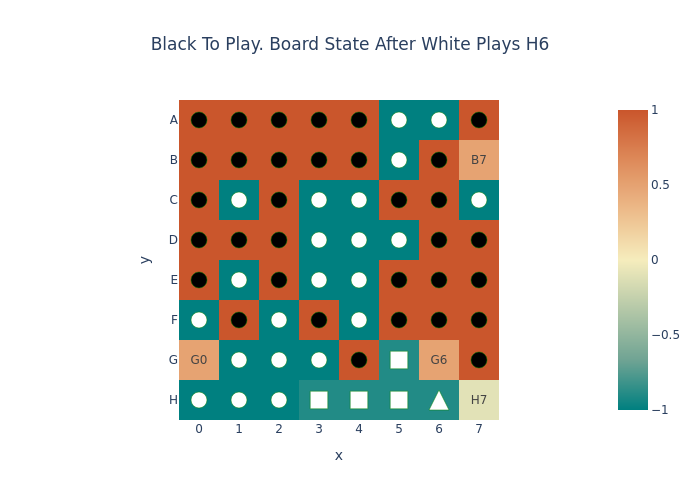 Black To Play. Board State After White Plays H6
A
B
B7
C
D
E
F
G
G0
G6
H
H7
0 1 2 3 4 5 6 7
x
y
1
0.5
0
−0.5
−1